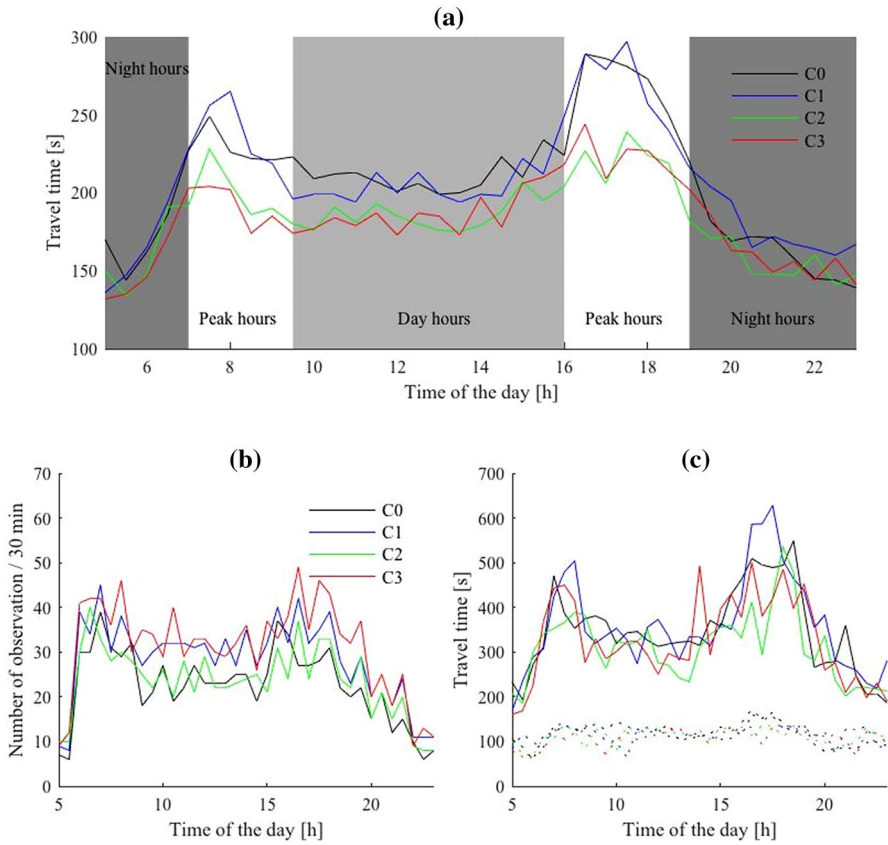 (a)
300
250
200
150
100
Travel time [s]
Night hours
Peak hours
Day hours
Peak hours
Night hours
C0
C1
C2
C3
6 8 10 12 14 16 18 20 22
Time of the day [h]
(b)
70
60
50
40
30
20
10
0
Number of observation / 30 min
C0
C1
C2
C3
5 10 15 20
Time of the day [h]
(c)
700
600
500
400
300
200
100
0
Travel time [s]
5 10 15 20
Time of the day [h]